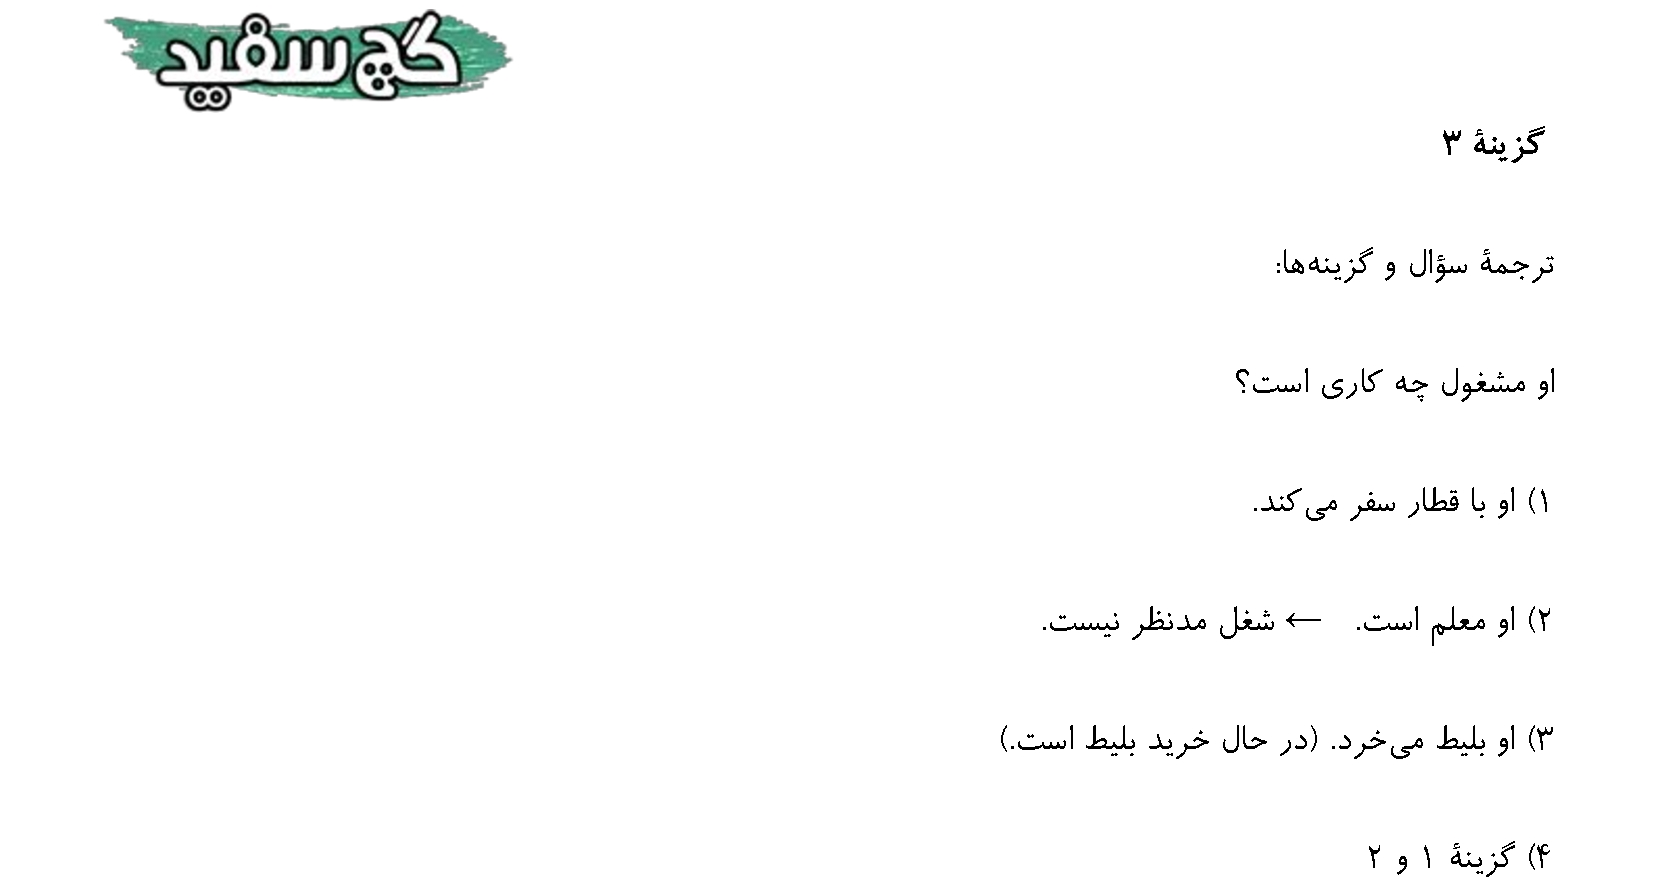 گچ سفید
گزینهٔ ۳
ترجمهٔ سؤال و گزینه‌ها:
او مشغول چه کاری است؟
۱) او با قطار سفر می‌کند.
۲) او معلم است. ← شغل مدنظر نیست.
۳) او بلیط می‌خرد. (در حال خرید بلیط است.)
۴) گزینهٔ ۱ و ۲